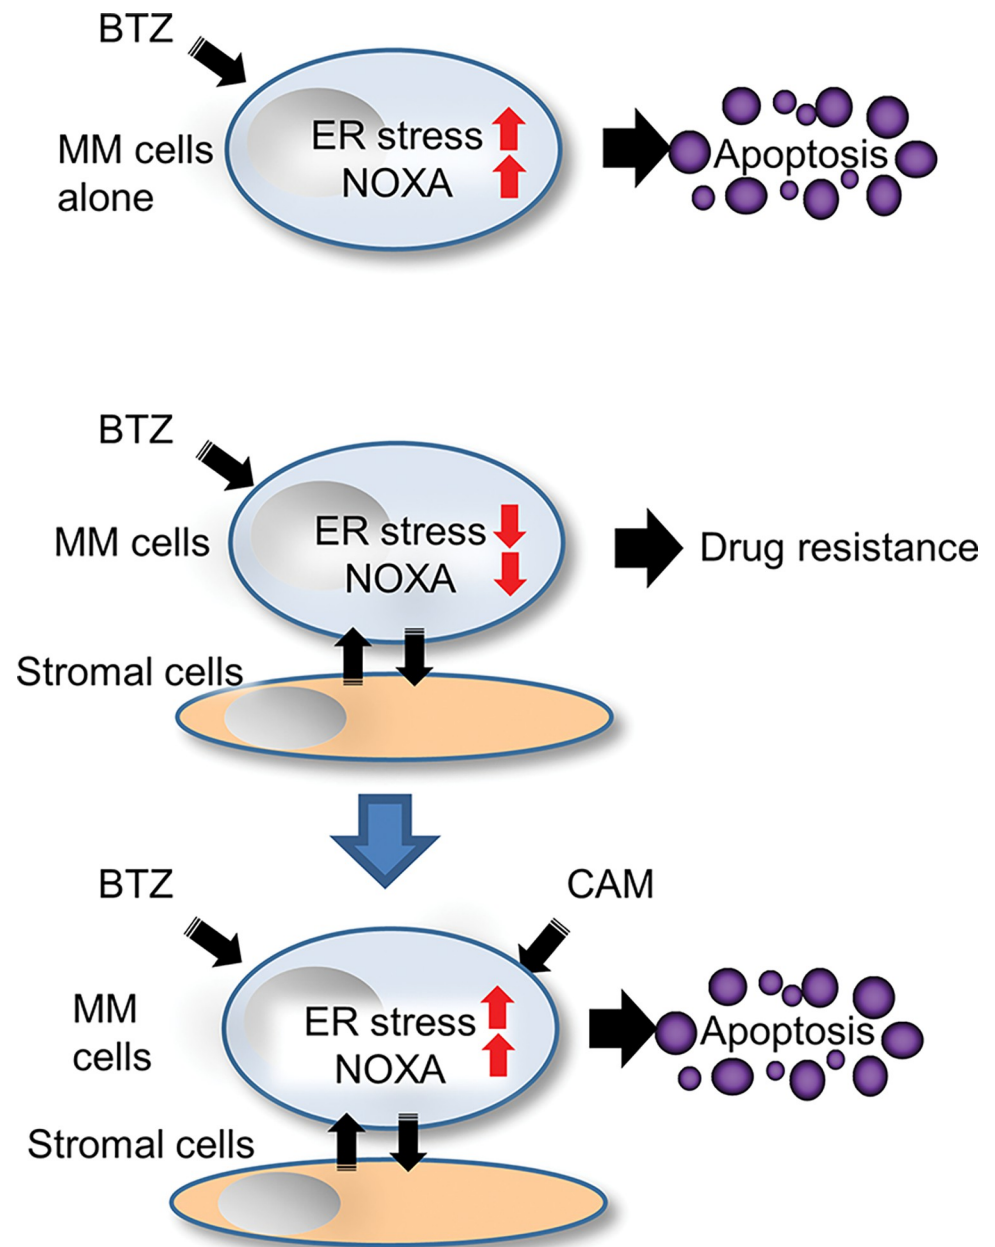 BTZ
MM cells
alone
ER stress
NOXA
Apoptosis
BTZ
MM cells
ER stress
NOXA
Drug resistance
Stromal cells
BTZ
CAM
MM
cells
ER stress
NOXA
Apoptosis
Stromal cells